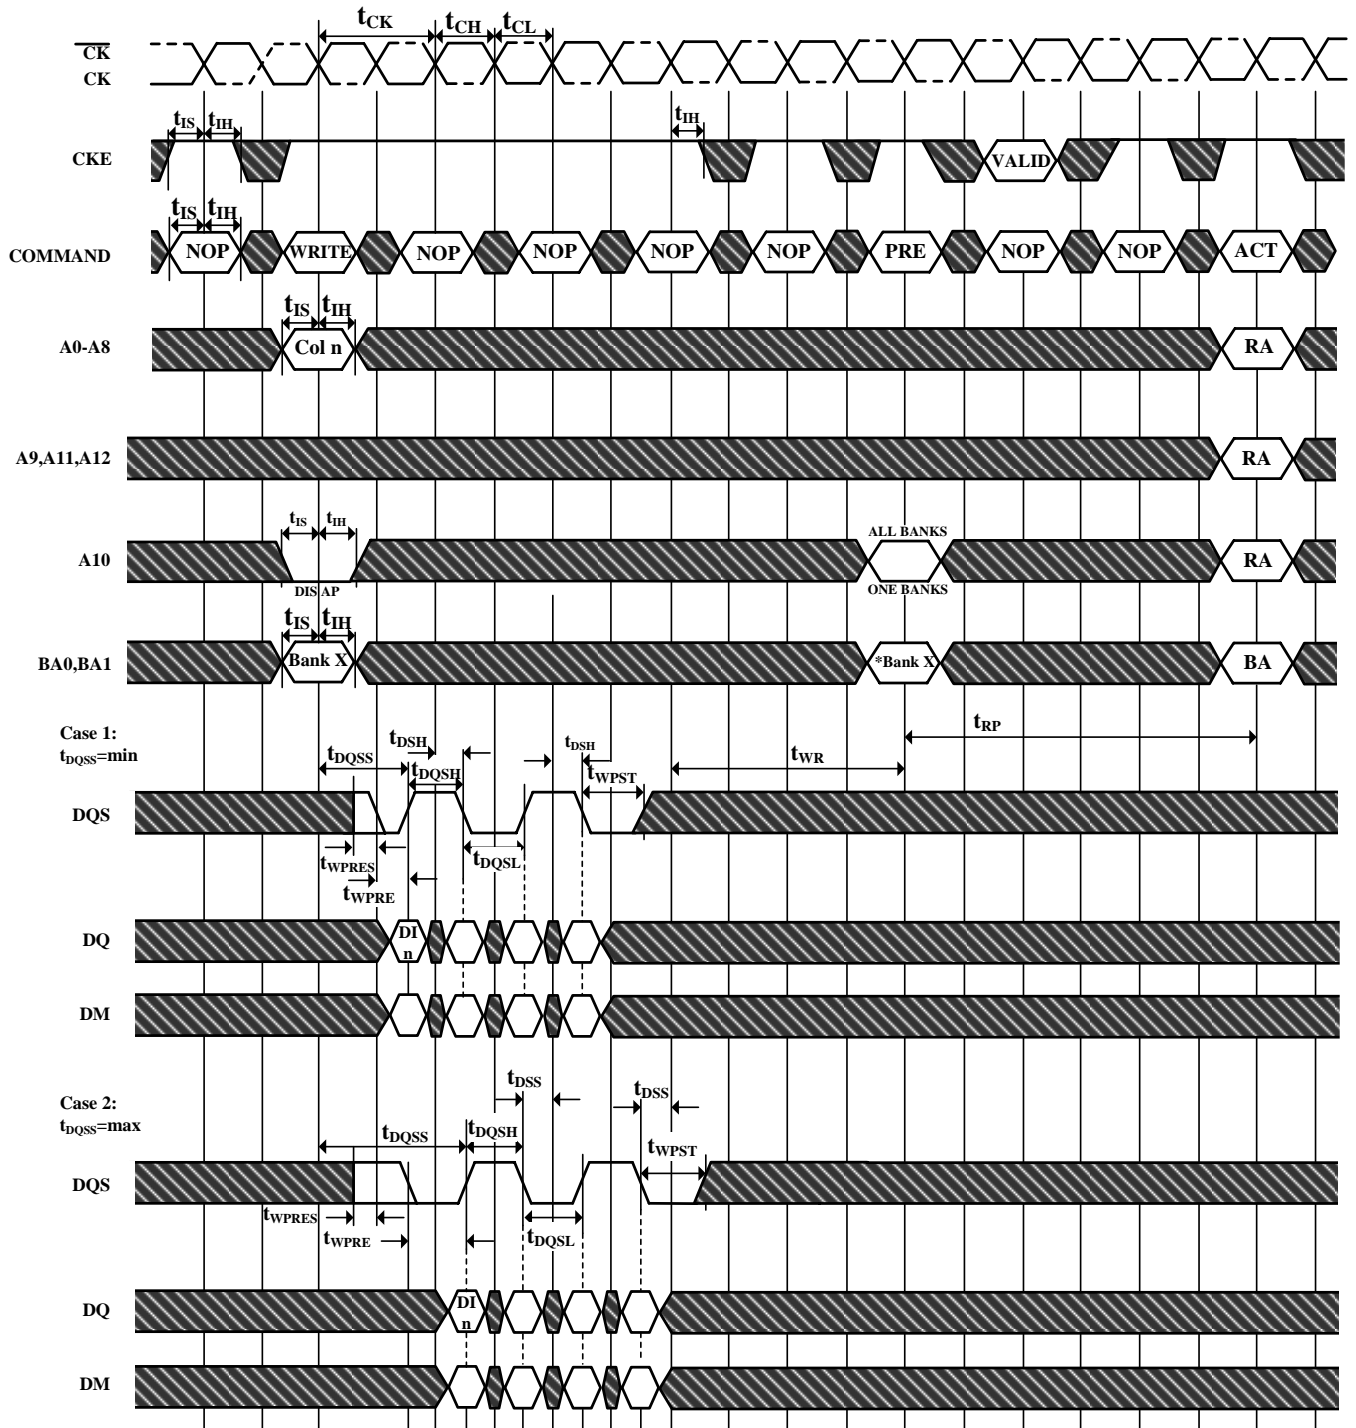 tCK tCH tCL
CK
CK
tIS tIH tIH
CKE VALID
tIS tIH
COMMAND NOP WRITE NOP NOP NOP NOP PRE NOP NOP ACT
tIS tIH
A0-A8 Col n RA
A9,A11,A12 RA
tIS tIH ALL BANKS
A10 RA
DIS AP ONE BANKS
tIS tIH
BA0,BA1 Bank X *Bank X BA
Case 1:
tDQSS=min
tDQSS tDSH tDQSH tDSH tWPST tWR tRP
DQS
tWPRES tDQSL
tWPRE
DQ DI
n
DM
Case 2:
tDQSS=max
tDSS tDSS
tDQSS tDQSH tWPST
DQS
tWPRES tWPRE tDQSL
DQ DI
n
DM